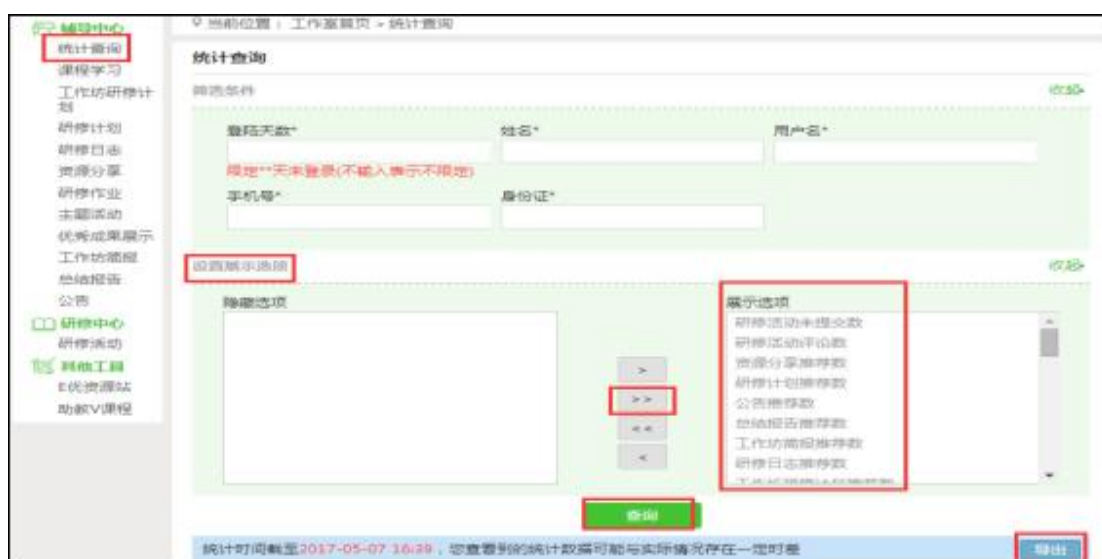 辅导中心
统计查询
课程学习
工作坊研修计划
研修计划
研修日志
资源分享
研修作业
主题活动
优秀成果展示
工作坊简报
总结报告
公告
研修中心
研修活动
其他工具
E优资源站
助教V课程
当前位置： 工作室首页 > 统计查询
统计查询
筛选条件
收起
登陆天数*
姓名*
用户名*
限定**天未登录(不输入表示不限定)
手机号*
身份证*
设置展示选项
收起
隐藏选项
>
>>
<<
<
展示选项
研修活动未提交数
研修活动评论数
资源分享推荐数
研修计划推荐数
公告推荐数
总结报告推荐数
工作坊简报推荐数
研修日志推荐数
工作坊研修计划推荐数
查询
统计时间截至2017-05-07 16:39，您查看到的统计数据可能与实际情况存在一定时差
导出